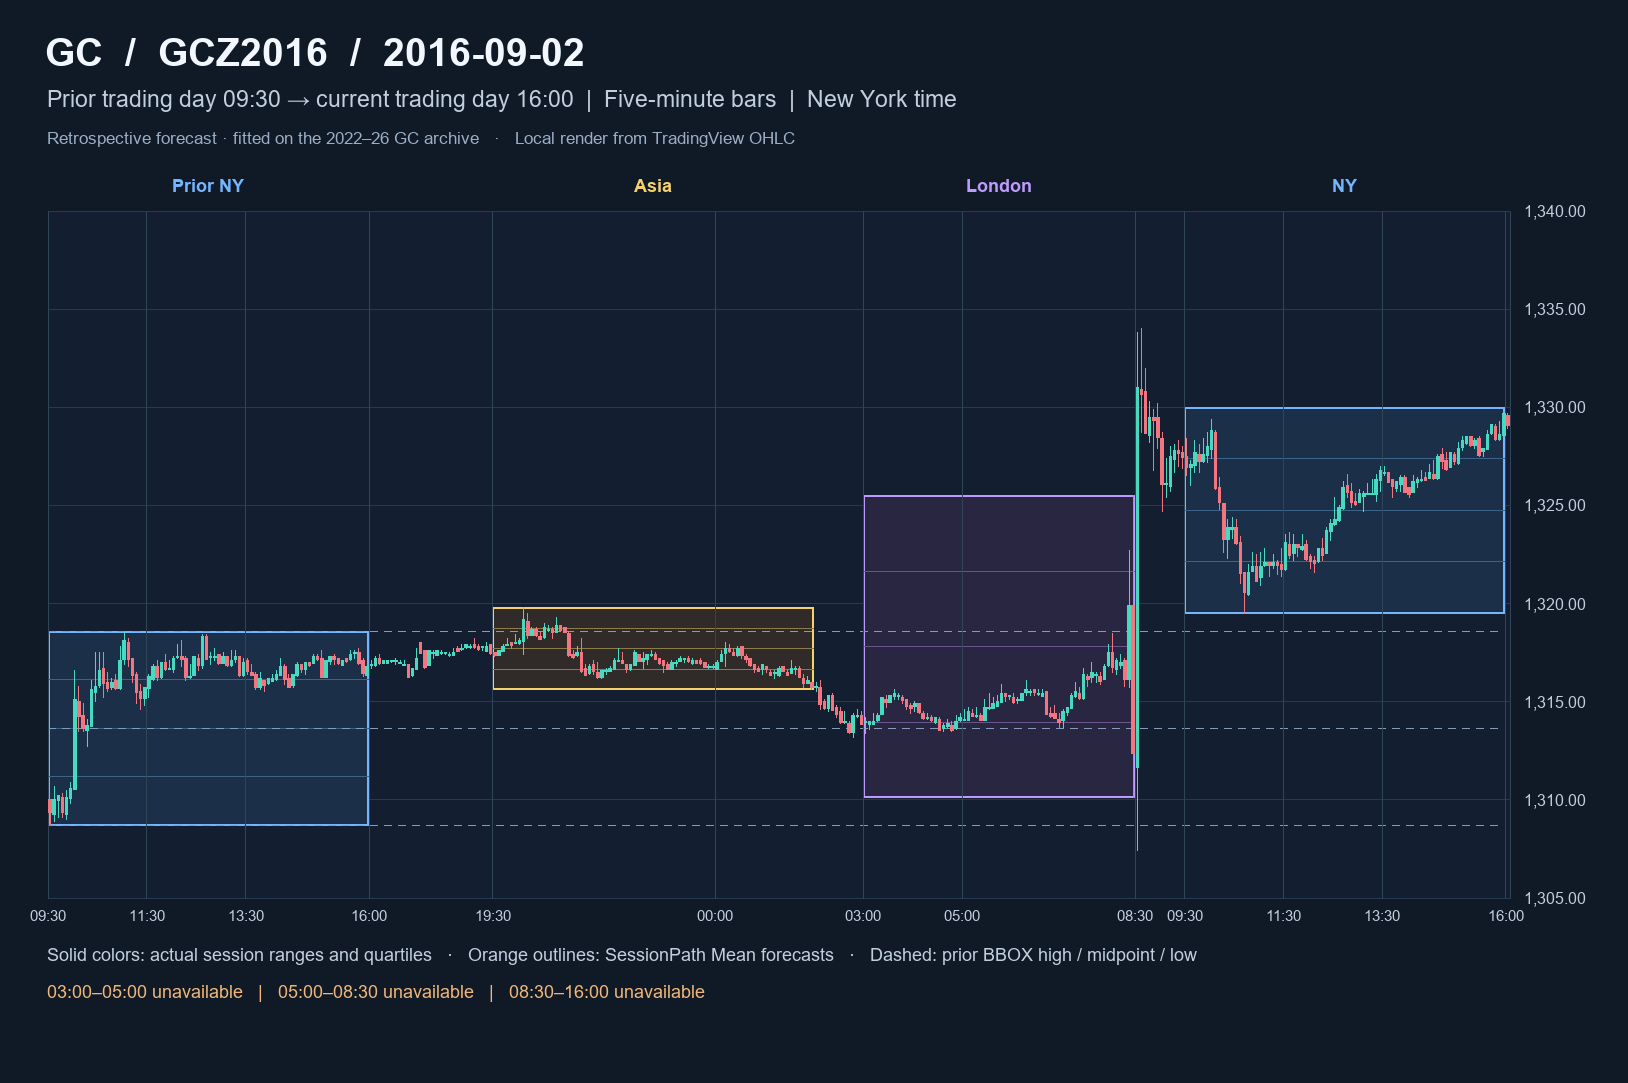 GC / GCZ2016 / 2016-09-02
Prior trading day 09:30 → current trading day 16:00 | Five-minute bars | New York time
Retrospective forecast · fitted on the 2022–26 GC archive · Local render from TradingView OHLC
Prior NY Asia London NY
1,340.00
1,335.00
1,330.00
1,325.00
1,320.00
1,315.00
1,310.00
1,305.00
09:30 11:30 13:30 16:00 19:30 00:00 03:00 05:00 08:30 09:30 11:30 13:30 16:00
Solid colors: actual session ranges and quartiles · Orange outlines: SessionPath Mean forecasts · Dashed: prior BBOX high / midpoint / low
03:00–05:00 unavailable | 05:00–08:30 unavailable | 08:30–16:00 unavailable